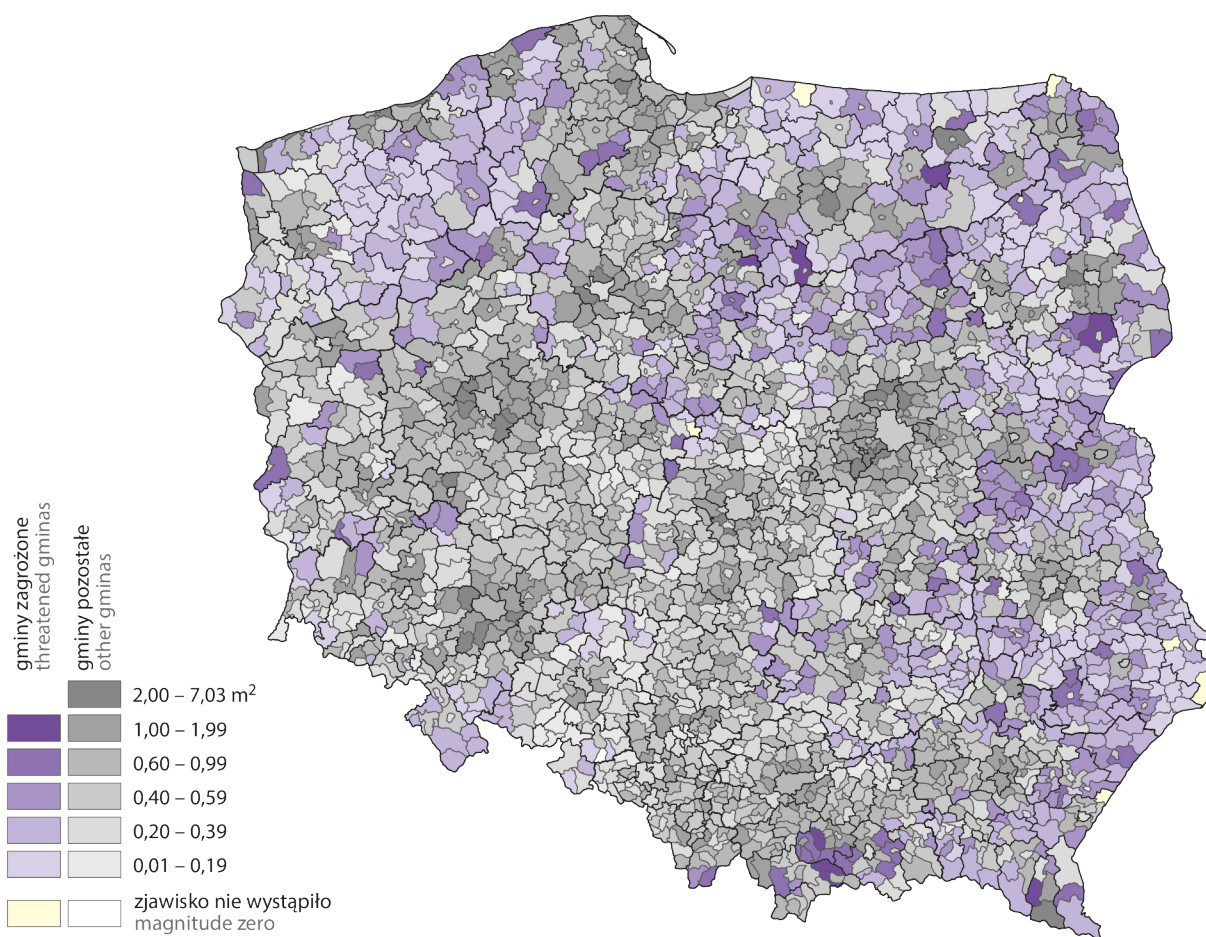 gminy zagrożone
threatened gminas
gminy pozostałe
other gminas
2,00 – 7,03 m²
1,00 – 1,99
0,60 – 0,99
0,40 – 0,59
0,20 – 0,39
0,01 – 0,19
zjawisko nie wystąpiło
magnitude zero